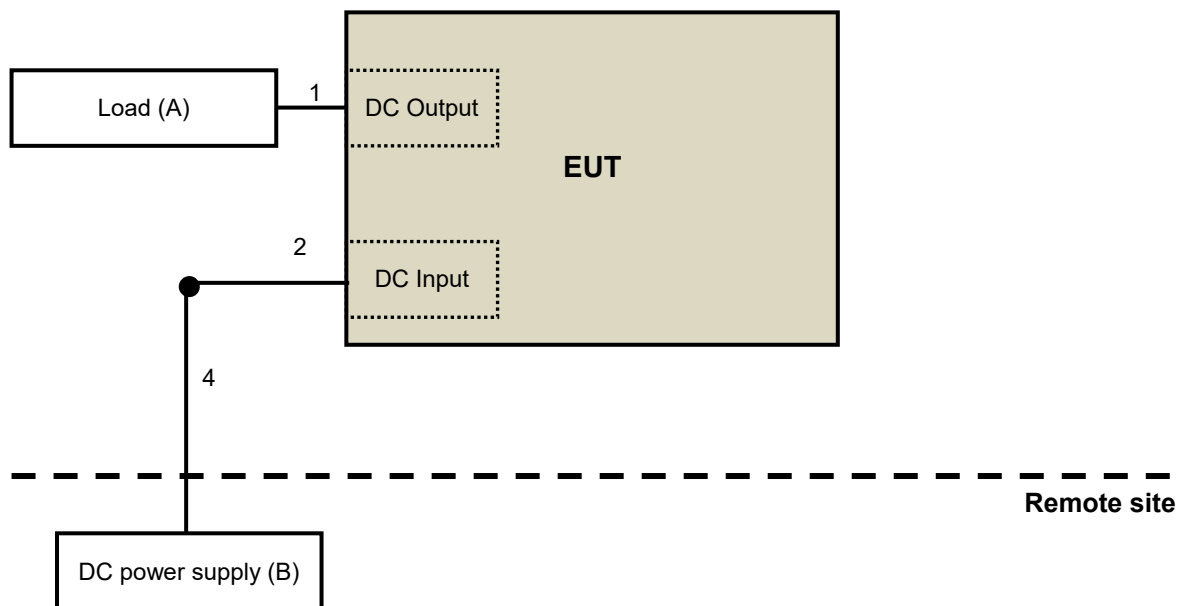 Load (A)
1
DC Output
EUT
2
DC Input
4
Remote site
DC power supply (B)